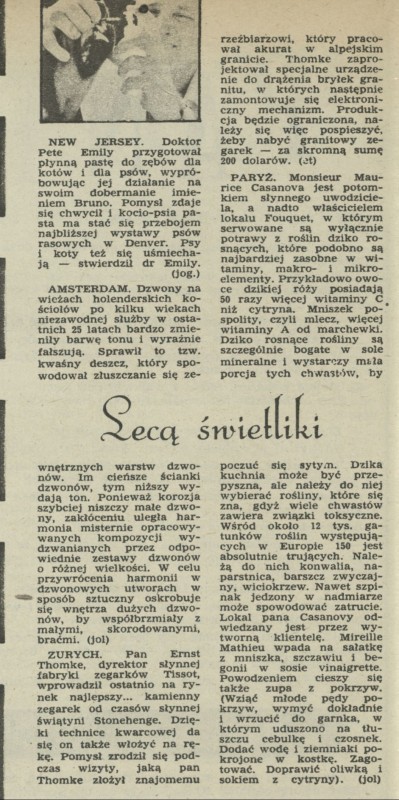 NEW JERSEY. Doktor
Pete Emily przygotował
płynną pastę do zębów dla
kotów i dla psów, wypró-
bowując jej działanie na
swoim dobermanie imie-
niem Bruno. Pomysł zdaje
się chwycił i kocio-psia pa-
sta ma stać się przebojem
najbliższej wystawy psów
rasowych w Denver. Psy
i koty też się uśmiecha-
ją — stwierdził dr Emily.
(jog.)
AMSTERDAM. Dzwony na
wieżach holenderskich ko-
ściołów po kilku wiekach
niezawodnej służby w osta-
tnich 25 latach bardzo zmie-
niły barwę tonu i wyraźnie
fałszują. Sprawił to tzw.
kwaśny deszcz, który spo-
wodował złuszczanie się ze-
wnętrznych warstw dzwo-
nów. Im cieńsze ścianki
dzwonów, tym niższy wy-
dają ton. Ponieważ korozja
szybciej niszczy małe dzwo-
ny, zakłóceniu uległa har-
monia misternie opracowy-
wanych kompozycji wy-
dzwanianych przez odpo-
wiednie zestawy dzwonów
o różnej wielkości. W celu
przywrócenia harmonii w
dzwonowych utworach w
sposób sztuczny oskrobuje
się wnętrza dużych dzwo-
nów, by współbrzmiały z
małymi, skorodowanymi,
braćmi. (jol)
ZURYCH. Pan Ernst
Thomke, dyrektor słynnej
fabryki zegarków Tissot,
wprowadził ostatnio na ry-
nek najlepszy... kamienny
zegarek od czasów słynnej
świątyni Stonehenge. Dzię-
ki technice kwarcowej da
się on także włożyć na rę-
kę. Pomysł zrodził się pod-
czas wizyty, jaką pan
Thomke złożył znajomemu
rzeźbiarzowi, który praco-
wał akurat w alpejskim
granicie. Thomke zapro-
jektował specjalne urządze-
nie do drążenia bryłek gra-
nitu, w których następnie
zamontowuje się elektroni-
czny mechanizm. Produk-
cja będzie ograniczona, na-
leży się więc pospieszyć,
żeby nabyć granitowy ze-
garek — za skromną sumę
200 dolarów. (et)
PARYŻ. Monsieur Mau-
rice Casanova jest potom-
kiem słynnego uwodzicie-
la, a nadto właścicielem
lokalu Fouquet, w którym
serwowane są wyłącznie
potrawy z roślin dziko ro-
snących, które podobno są
najbardziej zasobne w wi-
taminy, makro- i mikro-
elementy. Przykładowo owo-
ce dzikiej róży posiadają
50 razy więcej witaminy C
niż cytryna. Mniszek po-
spolity, czyli mlecz, więcej
witaminy A od marchewki.
Dziko rosnące rośliny są
szczególnie bogate w sole
mineralne i wystarczy mała
porcja tych chwastów, by
Lecą świetliki
poczuć się sytym. Dzika
kuchnia może być prze-
pyszna, ale należy do niej
wybierać rośliny, które się
zna, gdyż wiele chwastów
zawiera związki toksyczne.
Wśród około 12 tys. ga-
tunków roślin występują-
cych w Europie 150 jest
absolutnie trujących. Nale-
żą do nich konwalia, na-
parstnica, barszcz zwyczaj-
ny, wiciokrzew. Nawet szpi-
nak jedzony w nadmiarze
może spowodować zatrucie.
Lokal pana Casanovy od-
wiedzany jest przez wy-
tworną klientelę. Mireille
Mathieu wpada na sałatkę
z mniszka, szczawiu i be-
gonii w sosie vinaigrette.
Powodzeniem cieszy się
także zupa z pokrzyw.
(Wziąć młode pędy po-
krzyw, wymyć dokładnie
i wrzucić do garnka, w
którym uduszono na tłu-
szczu cebulkę i czosnek.
Dodać wodę i ziemniaki po-
krojone w kostkę. Zago-
tować. Doprawić oliwką i
sokiem z cytryny). (jol)